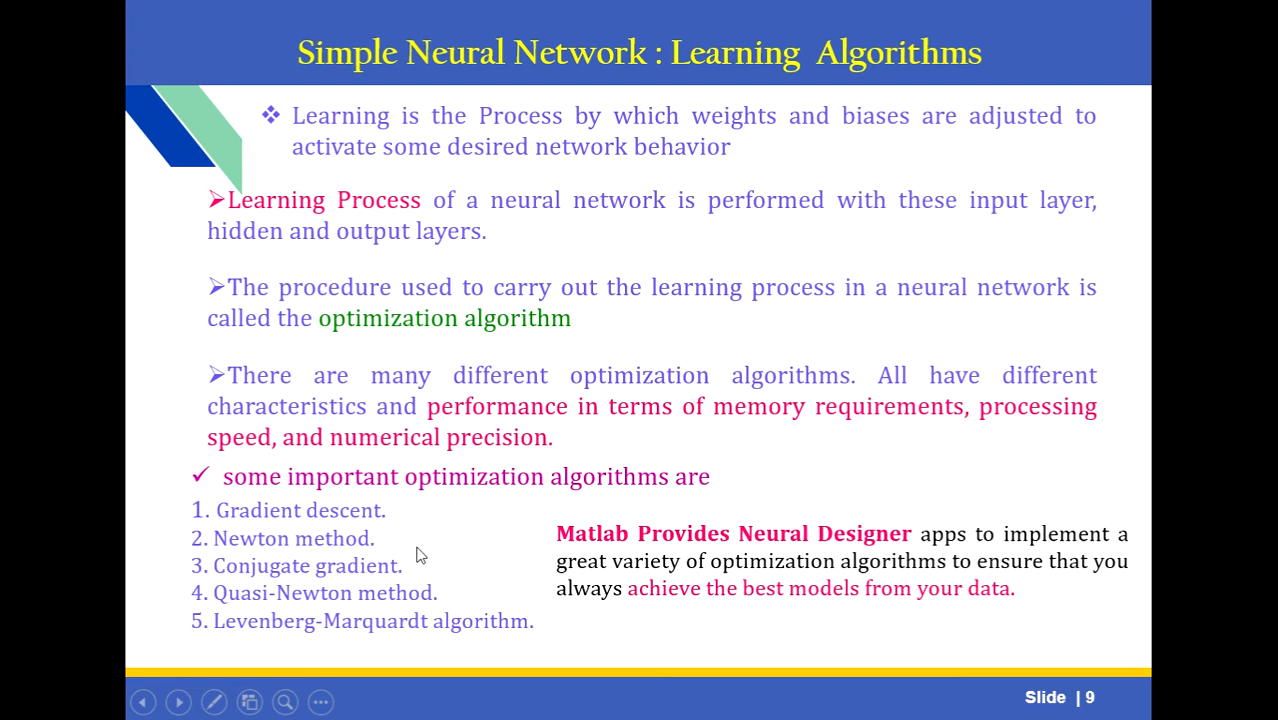 Simple Neural Network : Learning Algorithms
❖ Learning is the Process by which weights and biases are adjusted to
activate some desired network behavior
➢Learning Process of a neural network is performed with these input layer,
hidden and output layers.
➢The procedure used to carry out the learning process in a neural network is
called the optimization algorithm
➢There are many different optimization algorithms. All have different
characteristics and performance in terms of memory requirements, processing
speed, and numerical precision.
✓ some important optimization algorithms are
1. Gradient descent.
2. Newton method.
3. Conjugate gradient.
4. Quasi-Newton method.
5. Levenberg-Marquardt algorithm.
Matlab Provides Neural Designer apps to implement a
great variety of optimization algorithms to ensure that you
always achieve the best models from your data.
Slide | 9